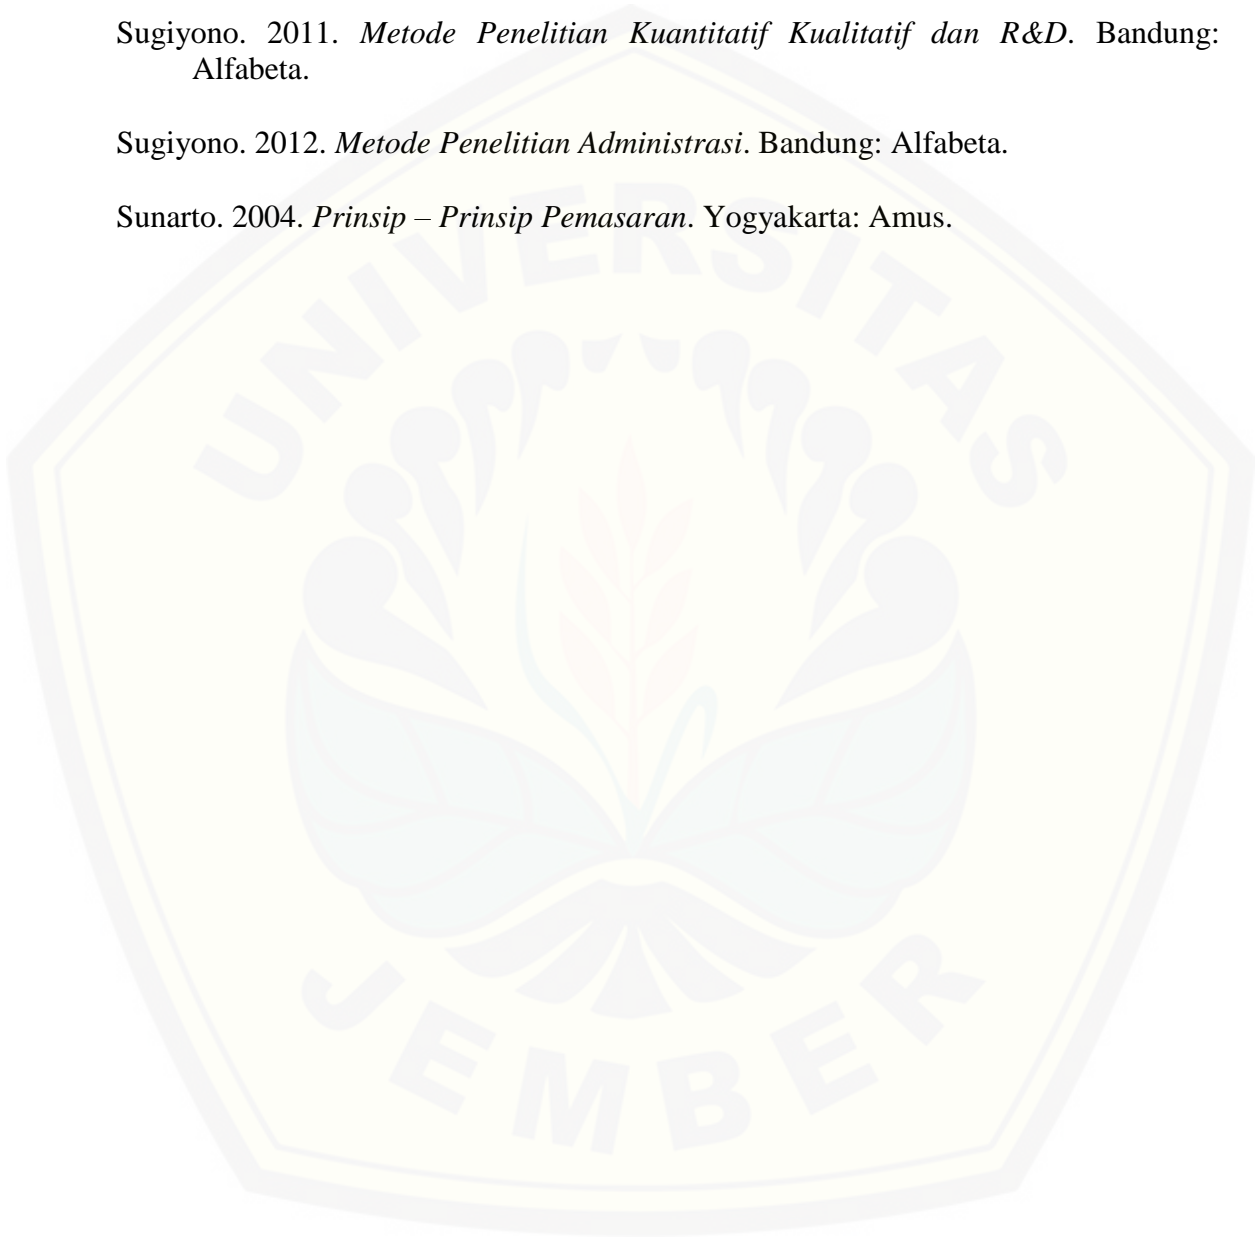 Sugiyono. 2011. Metode Penelitian Kuantitatif Kualitatif dan R&D. Bandung:
Alfabeta.
Sugiyono. 2012. Metode Penelitian Administrasi. Bandung: Alfabeta.
Sunarto. 2004. Prinsip – Prinsip Pemasaran. Yogyakarta: Amus.
UNIVERSITAS
JEMBER